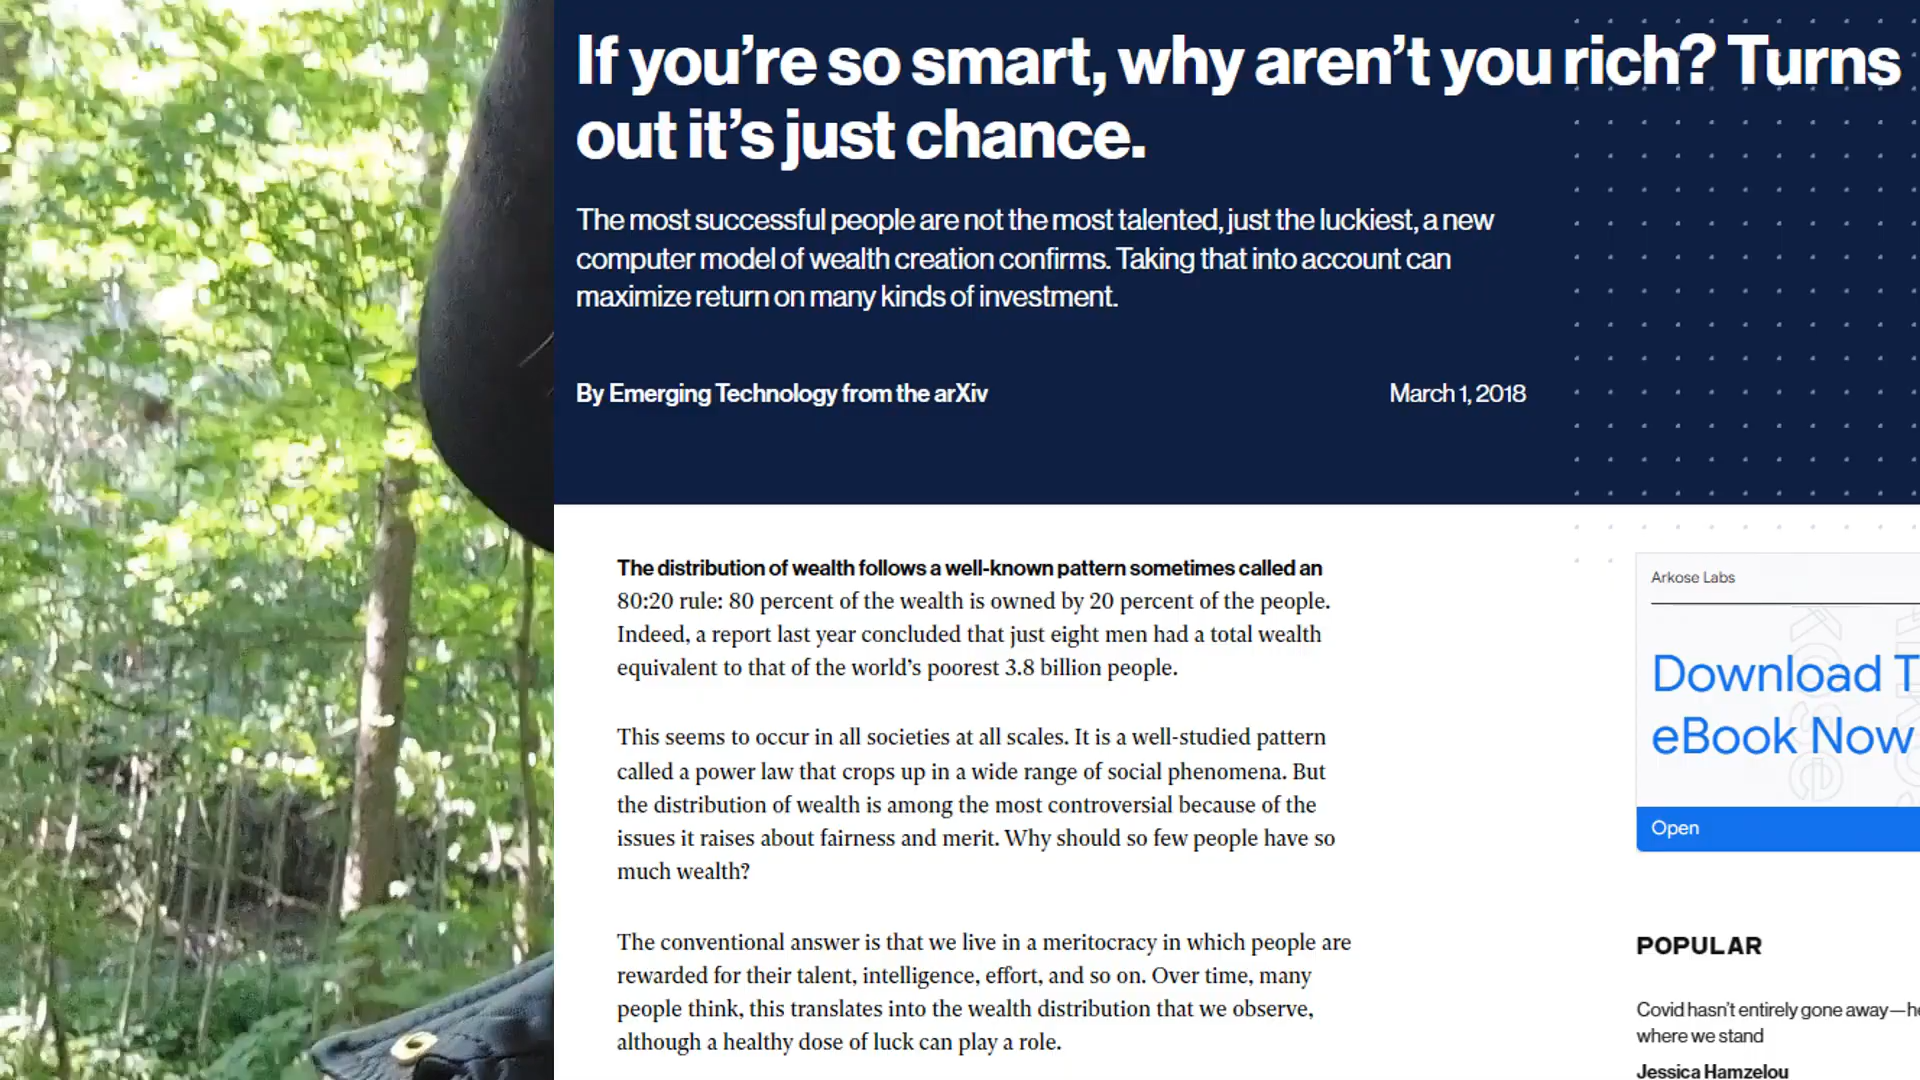 If you’re so smart, why aren’t you rich? Turns
out it’s just chance.
The most successful people are not the most talented, just the luckiest, a new
computer model of wealth creation confirms. Taking that into account can
maximize return on many kinds of investment.
By Emerging Technology from the arXiv
March 1, 2018
The distribution of wealth follows a well-known pattern sometimes called an
80:20 rule: 80 percent of the wealth is owned by 20 percent of the people.
Indeed, a report last year concluded that just eight men had a total wealth
equivalent to that of the world’s poorest 3.8 billion people.
This seems to occur in all societies at all scales. It is a well-studied pattern
called a power law that crops up in a wide range of social phenomena. But
the distribution of wealth is among the most controversial because of the
issues it raises about fairness and merit. Why should so few people have so
much wealth?
The conventional answer is that we live in a meritocracy in which people are
rewarded for their talent, intelligence, effort, and so on. Over time, many
people think, this translates into the wealth distribution that we observe,
although a healthy dose of luck can play a role.
Arkose Labs
Download T
eBook Now
Open
POPULAR
Covid hasn’t entirely gone away—he
where we stand
Jessica Hamzelou